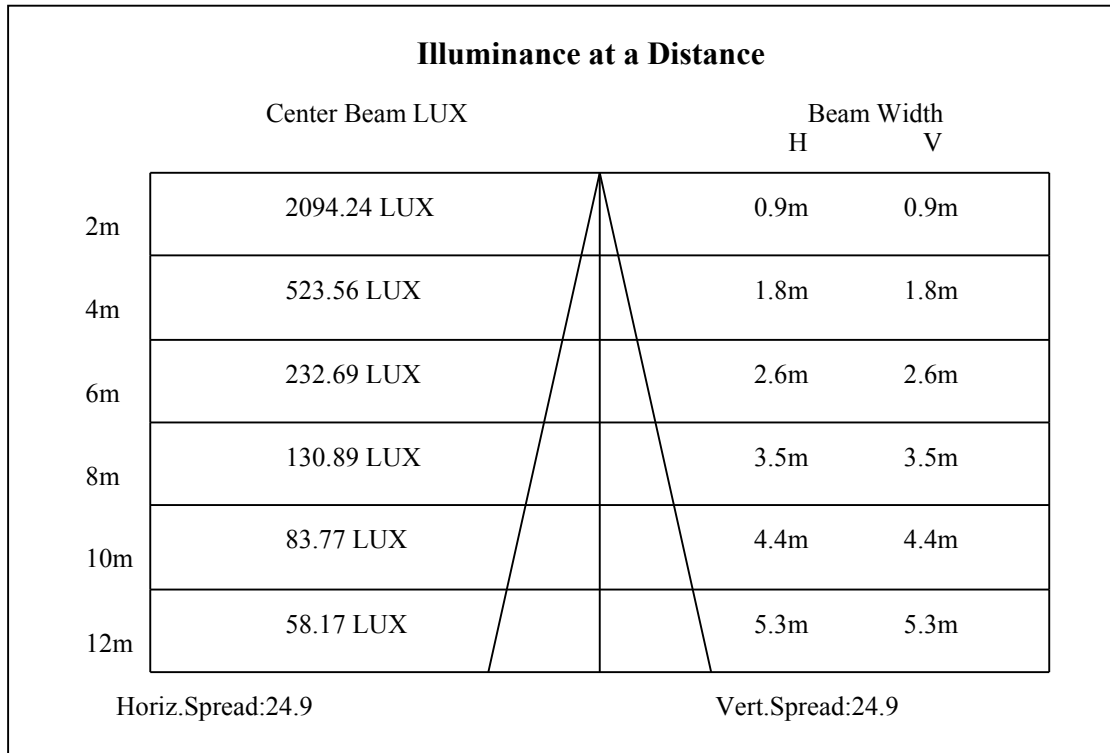 Illuminance at a Distance
Center Beam LUX Beam Width
H V
2m 2094.24 LUX 0.9m 0.9m
4m 523.56 LUX 1.8m 1.8m
6m 232.69 LUX 2.6m 2.6m
8m 130.89 LUX 3.5m 3.5m
10m 83.77 LUX 4.4m 4.4m
12m 58.17 LUX 5.3m 5.3m
Horiz.Spread:24.9 Vert.Spread:24.9